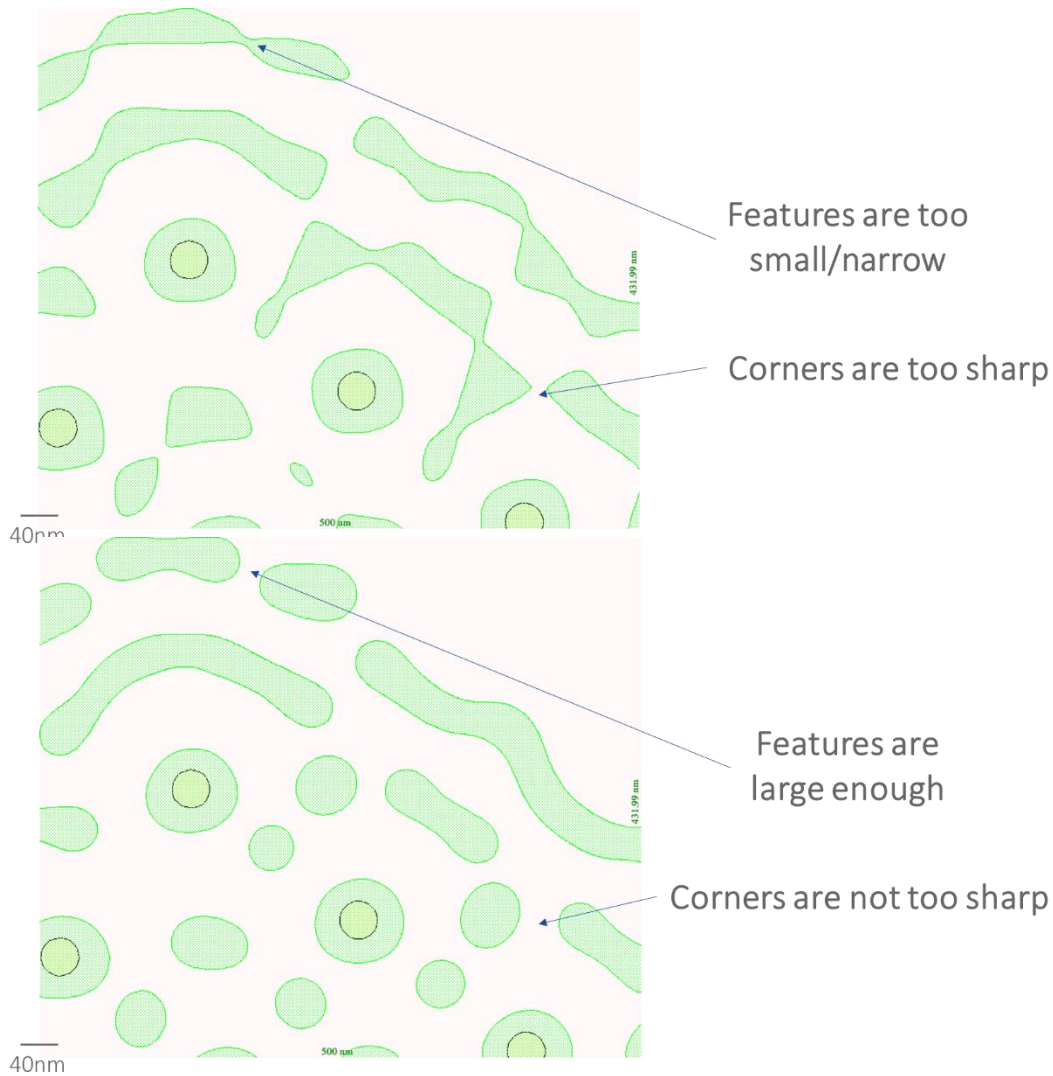 Features are too
small/narrow
431.99 nm
Corners are too sharp
500 nm
40nm
Features are
large enough
431.99 nm
Corners are not too sharp
500 nm
40nm